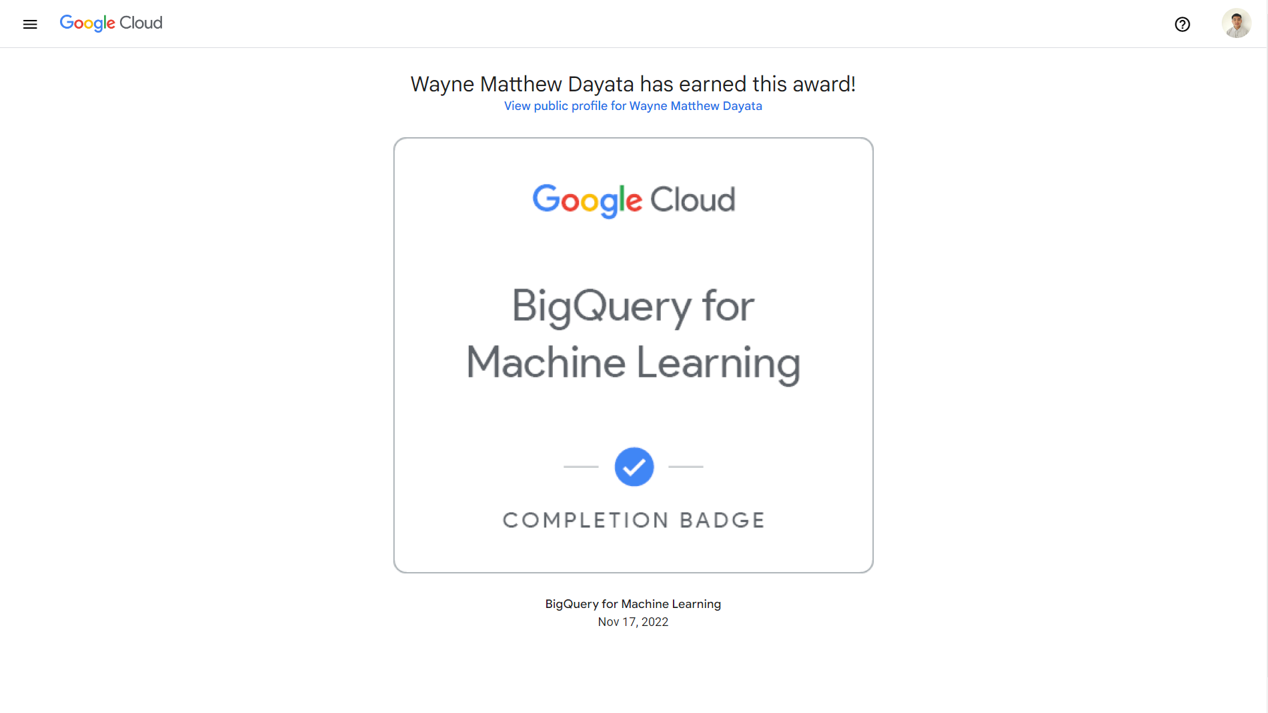 Google Cloud
Wayne Matthew Dayata has earned this award!
View public profile for Wayne Matthew Dayata
Google Cloud
BigQuery for
Machine Learning
COMPLETION BADGE
BigQuery for Machine Learning
Nov 17, 2022